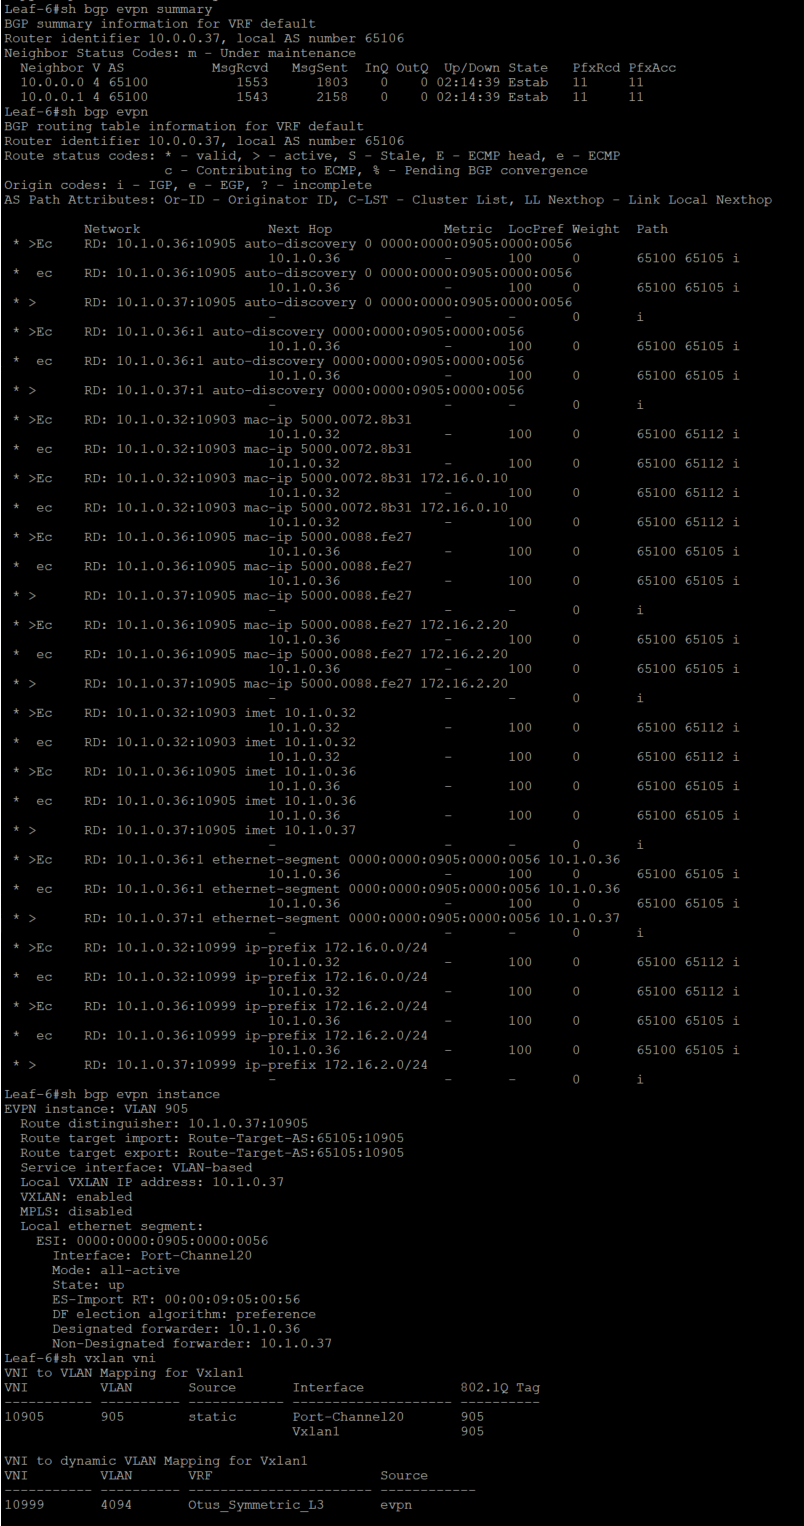 Leaf-6#sh bgp evpn summary
BGP summary information for VRF default
Router identifier 10.0.0.37, local AS number 65106
Neighbor Status Codes: m - Under maintenance
  Neighbor V AS           MsgRcvd   MsgSent  InQ OutQ  Up/Down State   PfxRcd PfxAcc
  10.0.0.0 4 65100           1553      1803    0    0 02:14:39 Estab   11     11
  10.0.0.1 4 65100           1543      2158    0    0 02:14:39 Estab   11     11
Leaf-6#sh bgp evpn
BGP routing table information for VRF default
Router identifier 10.0.0.37, local AS number 65106
Route status codes: * - valid, > - active, S - Stale, E - ECMP head, e - ECMP
                    c - Contributing to ECMP, % - Pending BGP convergence
Origin codes: i - IGP, e - EGP, ? - incomplete
AS Path Attributes: Or-ID - Originator ID, C-LST - Cluster List, LL Nexthop - Link Local Nexthop
          Network                Next Hop              Metric  LocPref Weight  Path
 * >Ec    RD: 10.1.0.36:10905 auto-discovery 0 0000:0000:0905:0000:0056
                                 10.1.0.36             -       100     0       65100 65105 i
 *  ec    RD: 10.1.0.36:10905 auto-discovery 0 0000:0000:0905:0000:0056
                                 10.1.0.36             -       100     0       65100 65105 i
 * >      RD: 10.1.0.37:10905 auto-discovery 0 0000:0000:0905:0000:0056
                                 -                     -       -       0       i
 * >Ec    RD: 10.1.0.36:1 auto-discovery 0000:0000:0905:0000:0056
                                 10.1.0.36             -       100     0       65100 65105 i
 *  ec    RD: 10.1.0.36:1 auto-discovery 0000:0000:0905:0000:0056
                                 10.1.0.36             -       100     0       65100 65105 i
 * >      RD: 10.1.0.37:1 auto-discovery 0000:0000:0905:0000:0056
                                 -                     -       -       0       i
 * >Ec    RD: 10.1.0.32:10903 mac-ip 5000.0072.8b31
                                 10.1.0.32             -       100     0       65100 65112 i
 *  ec    RD: 10.1.0.32:10903 mac-ip 5000.0072.8b31
                                 10.1.0.32             -       100     0       65100 65112 i
 * >Ec    RD: 10.1.0.32:10903 mac-ip 5000.0072.8b31 172.16.0.10
                                 10.1.0.32             -       100     0       65100 65112 i
 *  ec    RD: 10.1.0.32:10903 mac-ip 5000.0072.8b31 172.16.0.10
                                 10.1.0.32             -       100     0       65100 65112 i
 * >Ec    RD: 10.1.0.36:10905 mac-ip 5000.0088.fe27
                                 10.1.0.36             -       100     0       65100 65105 i
 *  ec    RD: 10.1.0.36:10905 mac-ip 5000.0088.fe27
                                 10.1.0.36             -       100     0       65100 65105 i
 * >      RD: 10.1.0.37:10905 mac-ip 5000.0088.fe27
                                 -                     -       -       0       i
 * >Ec    RD: 10.1.0.36:10905 mac-ip 5000.0088.fe27 172.16.2.20
                                 10.1.0.36             -       100     0       65100 65105 i
 *  ec    RD: 10.1.0.36:10905 mac-ip 5000.0088.fe27 172.16.2.20
                                 10.1.0.36             -       100     0       65100 65105 i
 * >      RD: 10.1.0.37:10905 mac-ip 5000.0088.fe27 172.16.2.20
                                 -                     -       -       0       i
 * >Ec    RD: 10.1.0.32:10903 imet 10.1.0.32
                                 10.1.0.32             -       100     0       65100 65112 i
 *  ec    RD: 10.1.0.32:10903 imet 10.1.0.32
                                 10.1.0.32             -       100     0       65100 65112 i
 * >Ec    RD: 10.1.0.36:10905 imet 10.1.0.36
                                 10.1.0.36             -       100     0       65100 65105 i
 *  ec    RD: 10.1.0.36:10905 imet 10.1.0.36
                                 10.1.0.36             -       100     0       65100 65105 i
 * >      RD: 10.1.0.37:10905 imet 10.1.0.37
                                 -                     -       -       0       i
 * >Ec    RD: 10.1.0.36:1 ethernet-segment 0000:0000:0905:0000:0056 10.1.0.36
                                 10.1.0.36             -       100     0       65100 65105 i
 *  ec    RD: 10.1.0.36:1 ethernet-segment 0000:0000:0905:0000:0056 10.1.0.36
                                 10.1.0.36             -       100     0       65100 65105 i
 * >      RD: 10.1.0.37:1 ethernet-segment 0000:0000:0905:0000:0056 10.1.0.37
                                 -                     -       -       0       i
 * >Ec    RD: 10.1.0.32:10999 ip-prefix 172.16.0.0/24
                                 10.1.0.32             -       100     0       65100 65112 i
 *  ec    RD: 10.1.0.32:10999 ip-prefix 172.16.0.0/24
                                 10.1.0.32             -       100     0       65100 65112 i
 * >Ec    RD: 10.1.0.36:10999 ip-prefix 172.16.2.0/24
                                 10.1.0.36             -       100     0       65100 65105 i
 *  ec    RD: 10.1.0.36:10999 ip-prefix 172.16.2.0/24
                                 10.1.0.36             -       100     0       65100 65105 i
 * >      RD: 10.1.0.37:10999 ip-prefix 172.16.2.0/24
                                 -                     -       -       0       i
Leaf-6#sh bgp evpn instance
EVPN instance: VLAN 905
  Route distinguisher: 10.1.0.37:10905
  Route target import: Route-Target-AS:65105:10905
  Route target export: Route-Target-AS:65105:10905
  Service interface: VLAN-based
  Local VXLAN IP address: 10.1.0.37
  VXLAN: enabled
  MPLS: disabled
  Local ethernet segment:
    ESI: 0000:0000:0905:0000:0056
      Interface: Port-Channel20
      Mode: all-active
      State: up
      ES-Import RT: 00:00:09:05:00:56
      DF election algorithm: preference
      Designated forwarder: 10.1.0.36
      Non-Designated forwarder: 10.1.0.37
Leaf-6#sh vxlan vni
VNI to VLAN Mapping for Vxlan1
VNI         VLAN       Source       Interface            802.1Q Tag
----------- ---------- ------------ -------------------- ----------
10905       905        static       Port-Channel20       905
                                    Vxlan1               905
VNI to dynamic VLAN Mapping for Vxlan1
VNI         VLAN       VRF                     Source
----------- ---------- ----------------------- ------------
10999       4094       Otus_Symmetric_L3       evpn